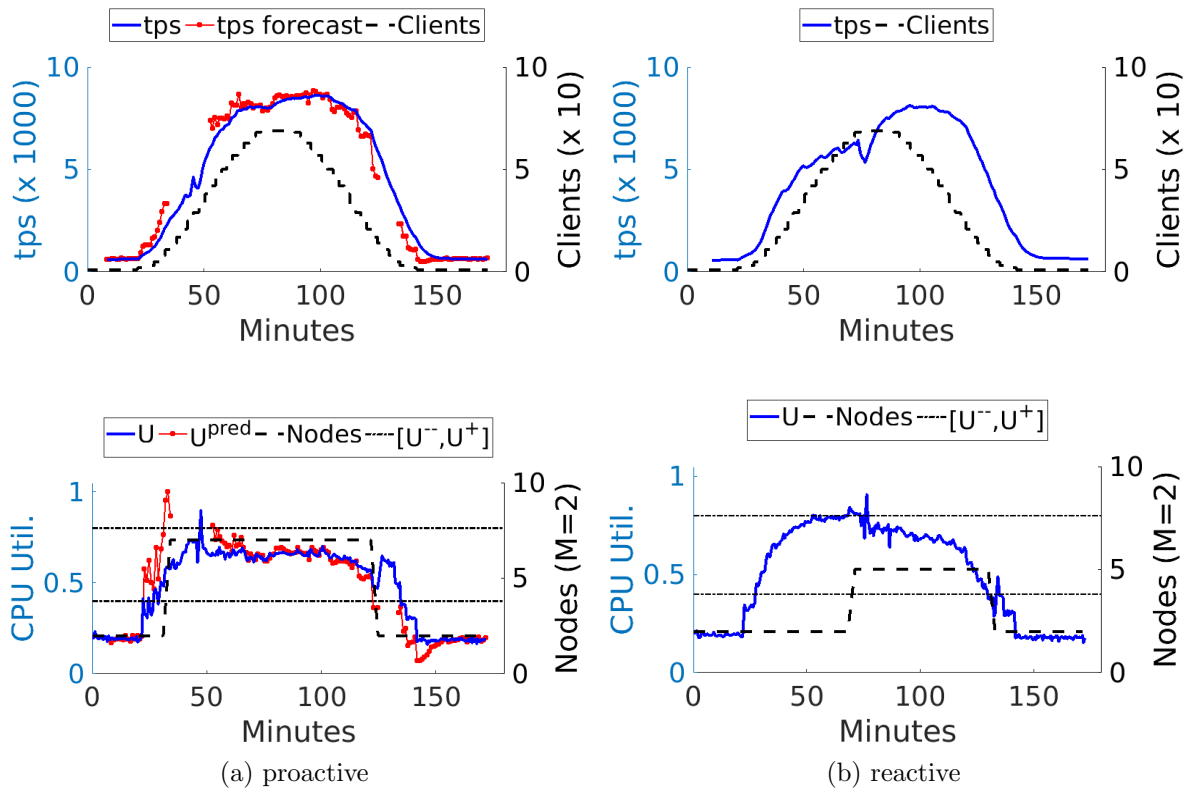 tps tps forecast Clients
10
5
0
tps (x 1000)
10
5
0
Clients (x 10)
0 50 100 150
Minutes
tps Clients
10
5
0
tps (x 1000)
10
5
0
Clients (x 10)
0 50 100 150
Minutes
U U^pred Nodes [U^--,U^+]
1
0.5
0
CPU Util.
10
5
0
Nodes (M=2)
0 50 100 150
Minutes
(a) proactive
U Nodes [U^--,U^+]
1
0.5
0
CPU Util.
10
5
0
Nodes (M=2)
0 50 100 150
Minutes
(b) reactive